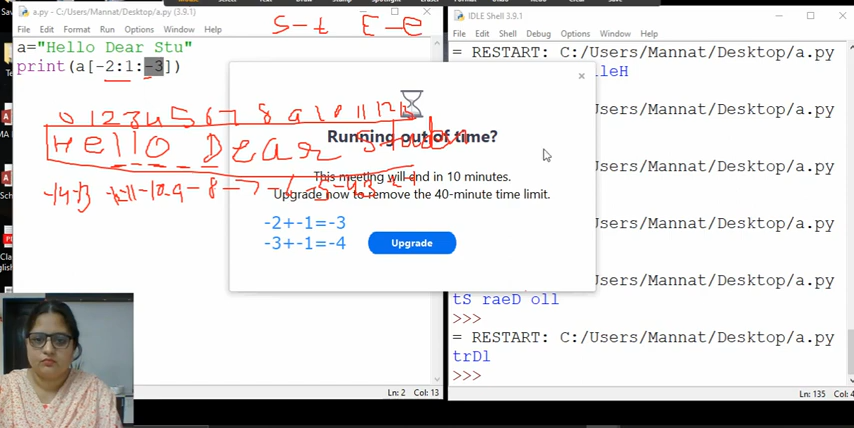 a.py - C:/Users/Mannat/Desktop/a.py (3.9.1)
File Edit Format Run Options Window Help
a="Hello Dear Stu"
print(a[-2:1:-3])
S-t E-e
0 1 2 3 4 5 6 7 8 9 10 11 12 13
Hello Dear
Running out of time?
This meeting will end in 10 minutes.
Upgrade now to remove the 40-minute time limit.
-2+-1=-3
-3+-1=-4
Upgrade
Ln: 2 Col: 13
IDLE Shell 3.9.1
File Edit Shell Debug Options Window Help
= RESTART: C:/Users/Mannat/Desktop/a.py
leH
/Mannat/Desktop/a.py
/Mannat/Desktop/a.py
/Mannat/Desktop/a.py
/Mannat/Desktop/a.py
tS raeD oll
>>>
= RESTART: C:/Users/Mannat/Desktop/a.py
trDl
>>>
Ln: 135 Col: 4